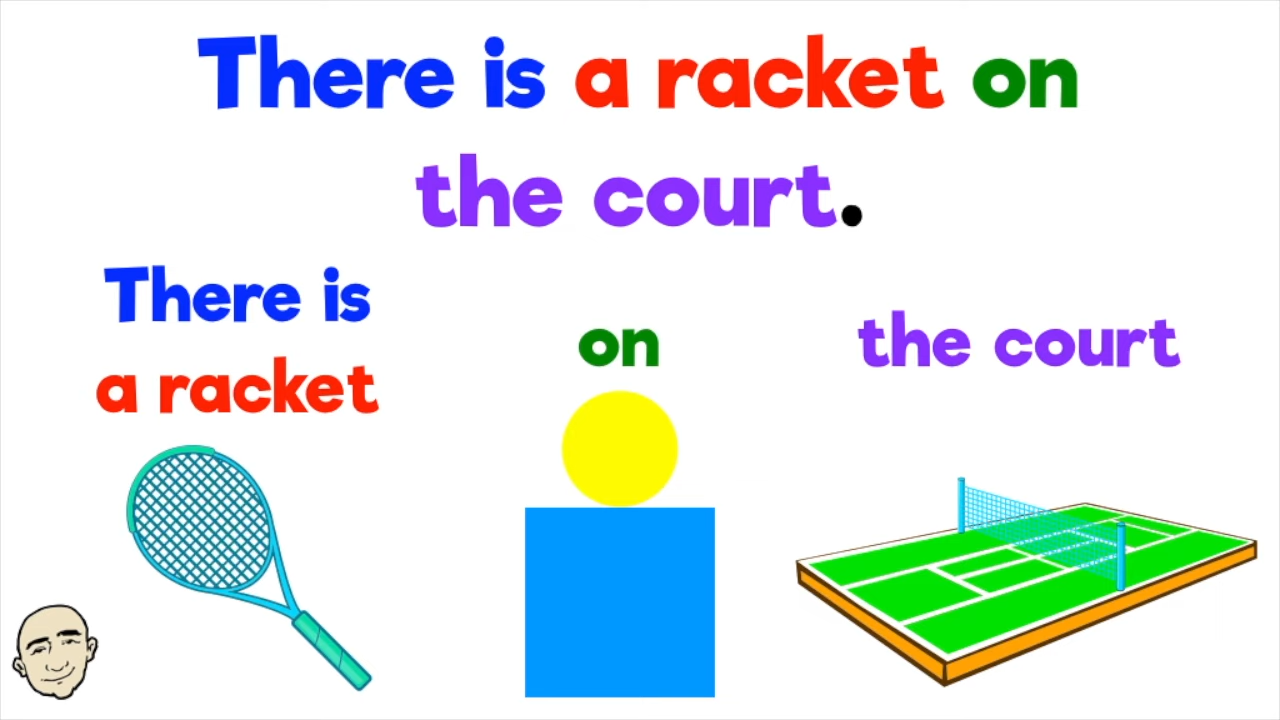 There is a racket on
the court.
There is
a racket
on
the court